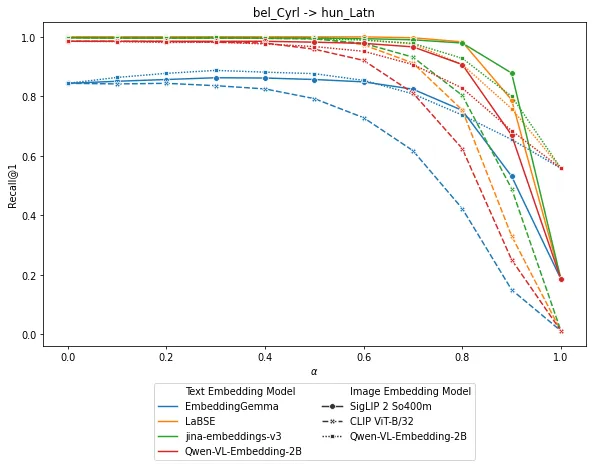 bel_Cyrl -> hun_Latn
Recall@1
1.0
0.8
0.6
0.4
0.2
0.0
0.0 0.2 0.4 0.6 0.8 1.0
α
Text Embedding Model Image Embedding Model
EmbeddingGemma SigLIP 2 So400m
LaBSE CLIP ViT-B/32
jina-embeddings-v3 Qwen-VL-Embedding-2B
Qwen-VL-Embedding-2B